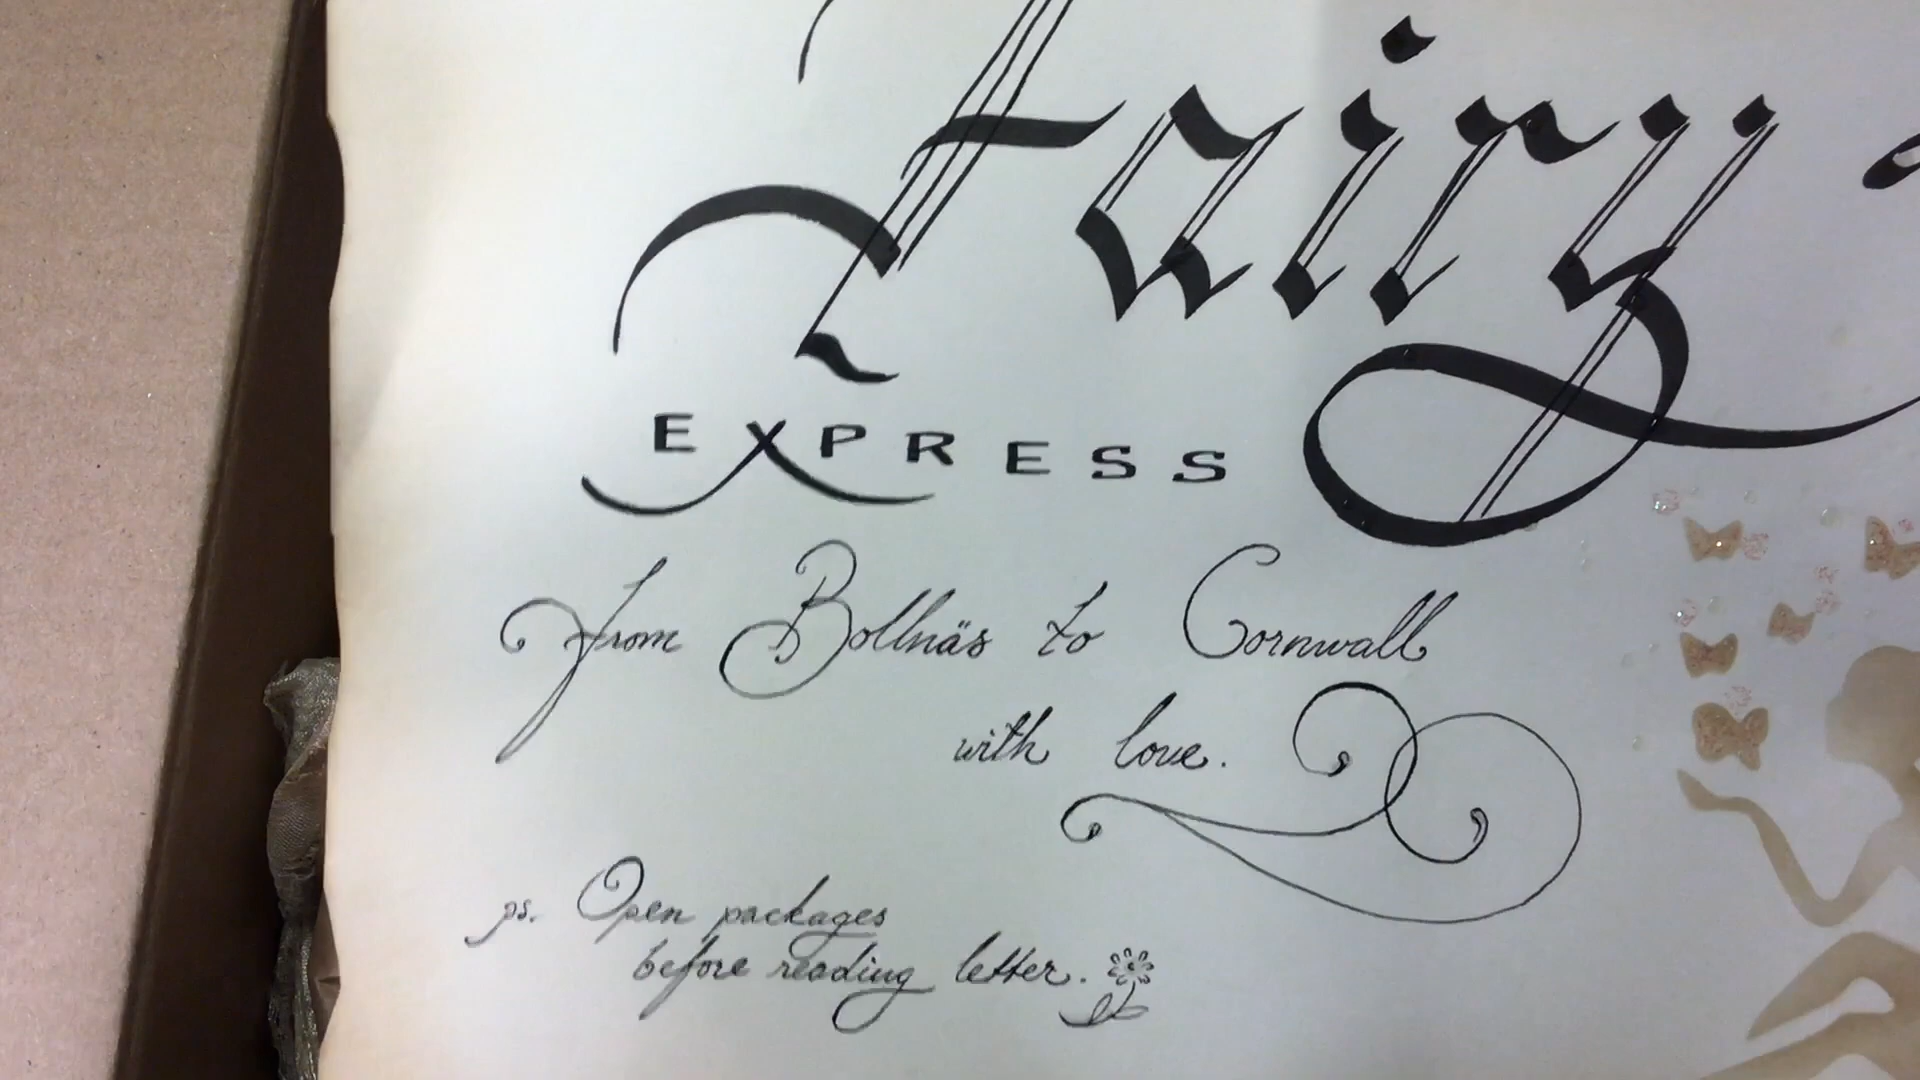 Fairy
EXPRESS
from Bollnäs to Cornwall
with love.
ps. Open packages
before reading letter.